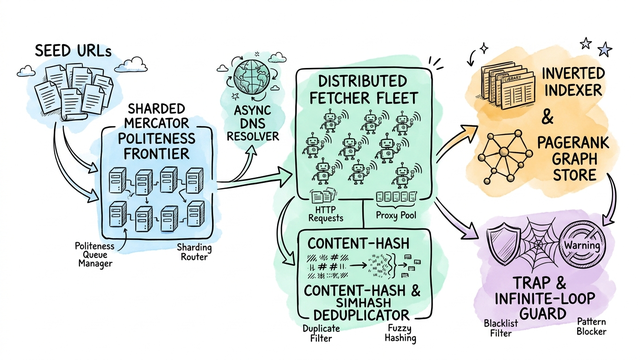 SEED URLs
SHARDED
MERCATOR
POLITENESS
FRONTIER
Politeness
Queue
Manager
Sharding
Router
ASYNC
DNS
RESOLVER
DISTRIBUTED
FETCHER FLEET
HTTP
Requests
Proxy Pool
CONTENT-HASH
CONTENT-HASH &
SIMHASH
DEDUPLICATOR
Duplicate
Filter
Fuzzy
Hashing
LIBRARY
INVERTED
INDEXER
&
PAGERANK
GRAPH
STORE
Warning
TRAP &
INFINITE-LOOP
GUARD
Blacklist
Filter
Pattern
Blocker